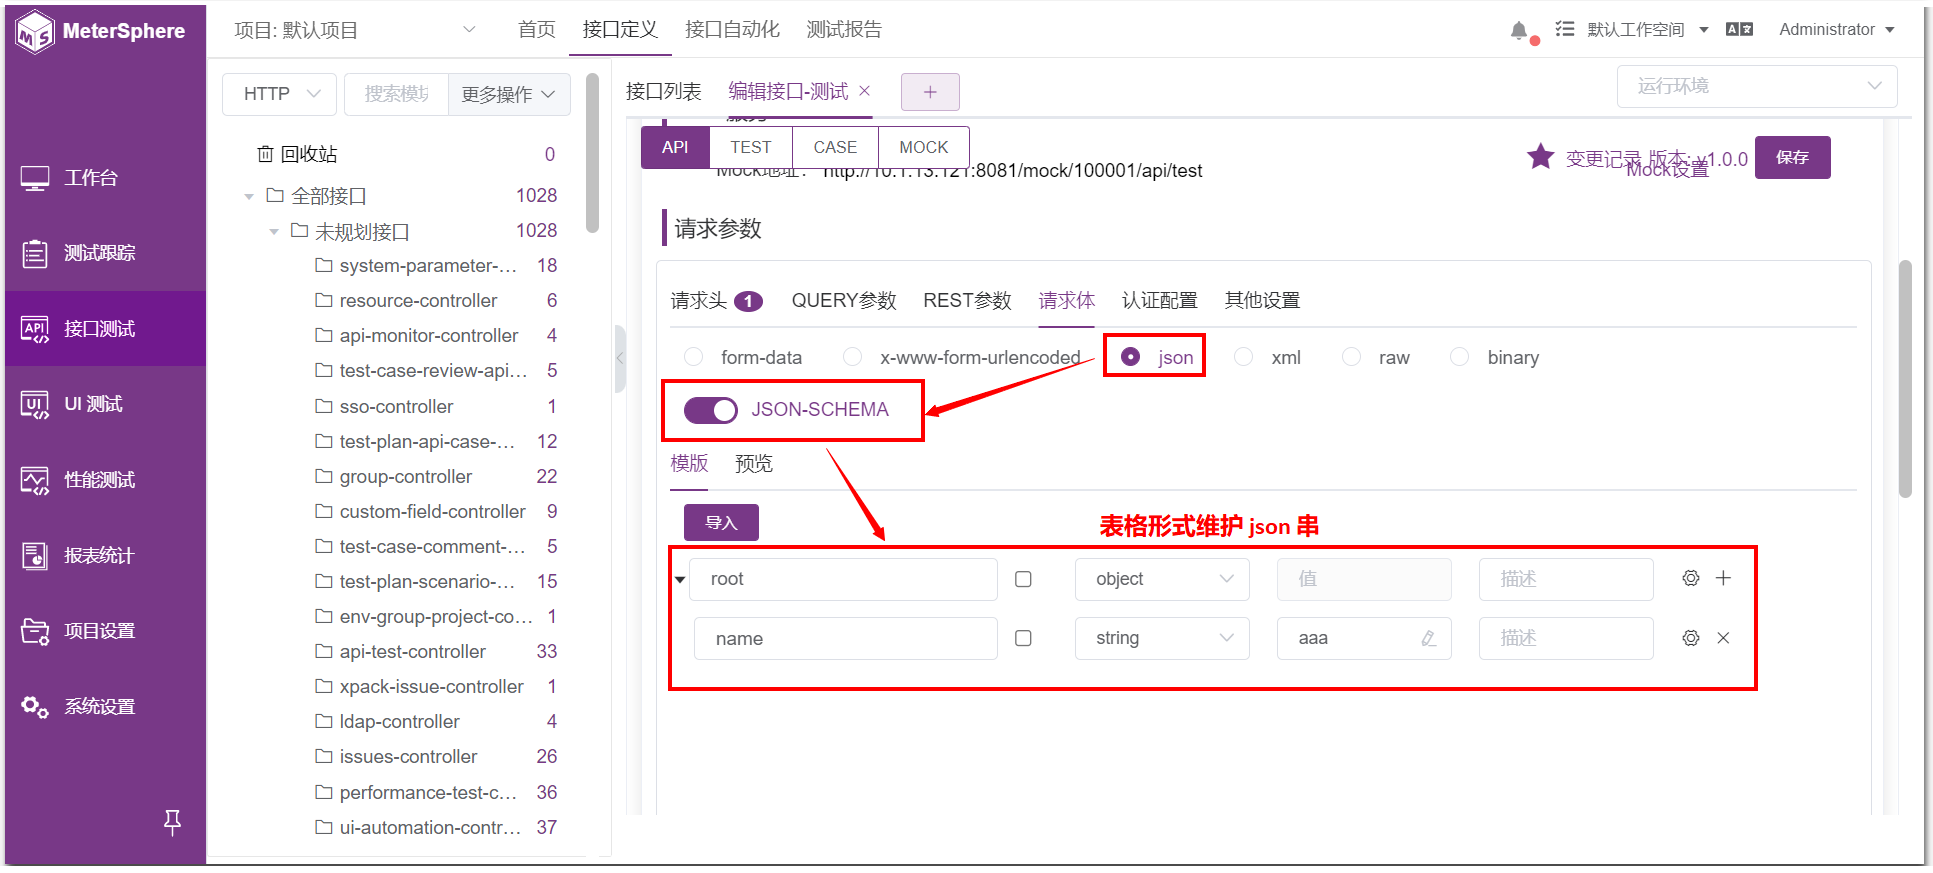 MeterSphere
项目: 默认项目
首页
接口定义
接口自动化
测试报告
默认工作空间
Administrator
工作台
测试跟踪
接口测试
UI 测试
性能测试
报表统计
项目设置
系统设置
HTTP
搜索模块
更多操作
回收站 0
全部接口 1028
未规划接口 1028
system-parameter-... 18
resource-controller 6
api-monitor-controller 4
test-case-review-api... 5
sso-controller 1
test-plan-api-case-... 12
group-controller 22
custom-field-controller 9
test-case-comment-... 5
test-plan-scenario-... 15
env-group-project-co... 1
api-test-controller 33
xpack-issue-controller 1
ldap-controller 4
issues-controller 26
performance-test-c... 36
ui-automation-contr... 37
接口列表
编辑接口-测试
运行环境
API TEST CASE MOCK
变更记录 版本: v1.0.0
保存
Mock地址: http://10.1.13.121:8081/mock/100001/api/test
Mock设置
请求参数
请求头 1 QUERY参数 REST参数 请求体 认证配置 其他设置
form-data x-www-form-urlencoded json xml raw binary
JSON-SCHEMA
模版 预览
导入
表格形式维护 json 串
root object 值 描述
name string aaa 描述